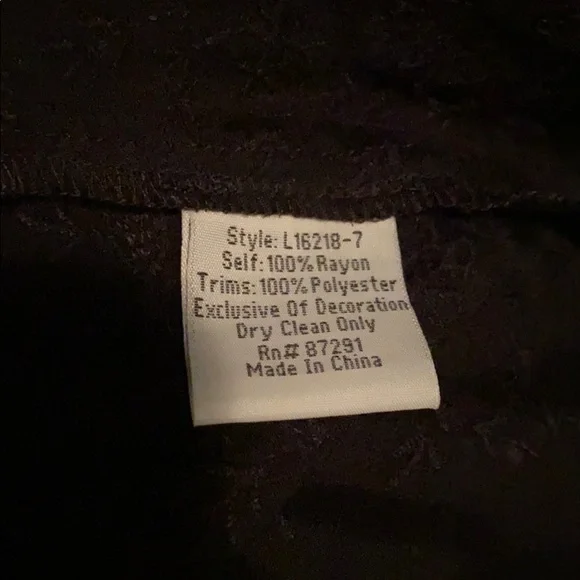 Style: L16218-7
Self: 100% Rayon
Trims: 100% Polyester
Exclusive Of Decoration
Dry Clean Only
Rn# 87291
Made In China